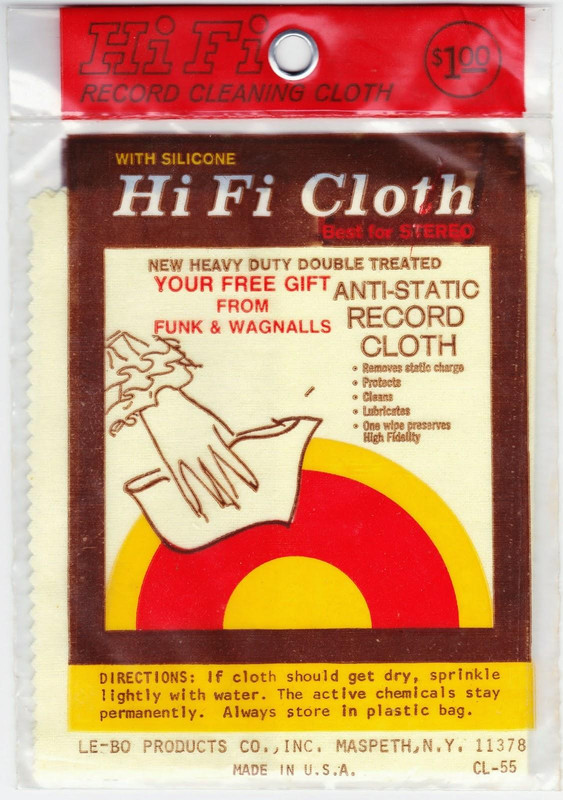 Hi Fi
$1.00
RECORD CLEANING CLOTH
WITH SILICONE
Hi Fi Cloth
Best for STEREO
NEW HEAVY DUTY DOUBLE TREATED
YOUR FREE GIFT
FROM
FUNK & WAGNALLS
ANTI-STATIC
RECORD
CLOTH
• Removes static charge
• Protects
• Cleans
• Lubricates
• One wipe preserves
High Fidelity
DIRECTIONS: If cloth should get dry, sprinkle
lightly with water. The active chemicals stay
permanently. Always store in plastic bag.
LE-BO PRODUCTS CO., INC. MASPETH, N.Y. 11378
MADE IN U.S.A.
CL-55